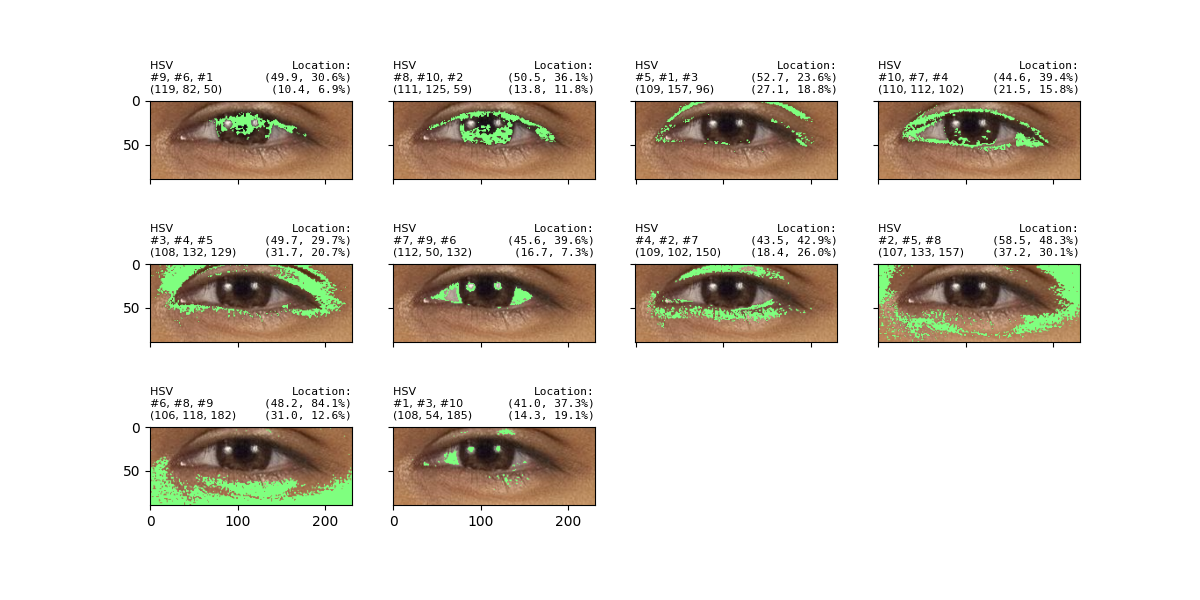 HSV Location:
#9, #6, #1 (49.9, 30.6%)
(119, 82, 50) (10.4, 6.9%)
HSV Location:
#8, #10, #2 (50.5, 36.1%)
(111, 125, 59) (13.8, 11.8%)
HSV Location:
#5, #1, #3 (52.7, 23.6%)
(109, 157, 96) (27.1, 18.8%)
HSV Location:
#10, #7, #4 (44.6, 39.4%)
(110, 112, 102) (21.5, 15.8%)
0
50
HSV Location:
#3, #4, #5 (49.7, 29.7%)
(108, 132, 129) (31.7, 20.7%)
HSV Location:
#7, #9, #6 (45.6, 39.6%)
(112, 50, 132) (16.7, 7.3%)
HSV Location:
#4, #2, #7 (43.5, 42.9%)
(109, 102, 150) (18.4, 26.0%)
HSV Location:
#2, #5, #8 (58.5, 48.3%)
(107, 133, 157) (37.2, 30.1%)
0
50
HSV Location:
#6, #8, #9 (48.2, 84.1%)
(106, 118, 182) (31.0, 12.6%)
HSV Location:
#1, #3, #10 (41.0, 37.3%)
(108, 54, 185) (14.3, 19.1%)
0
50
0 100 200
0 100 200